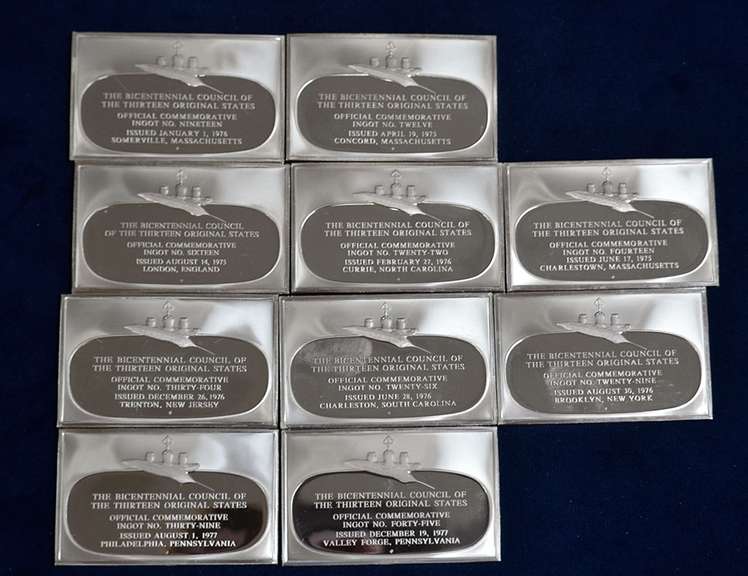 THE BICENTENNIAL COUNCIL OF
THE THIRTEEN ORIGINAL STATES
OFFICIAL COMMEMORATIVE
INGOT NO. NINETEEN
ISSUED JANUARY 1, 1976
SOMERVILLE, MASSACHUSETTS
THE BICENTENNIAL COUNCIL OF
THE THIRTEEN ORIGINAL STATES
OFFICIAL COMMEMORATIVE
INGOT NO. TWELVE
ISSUED APRIL 19, 1975
CONCORD, MASSACHUSETTS
THE BICENTENNIAL COUNCIL
OF THE THIRTEEN ORIGINAL STATES
OFFICIAL COMMEMORATIVE
INGOT NO. SIXTEEN
ISSUED AUGUST 14, 1975
LONDON, ENGLAND
THE BICENTENNIAL COUNCIL OF
THE THIRTEEN ORIGINAL STATES
OFFICIAL COMMEMORATIVE
INGOT NO. TWENTY-TWO
ISSUED FEBRUARY 27, 1976
CURRIE, NORTH CAROLINA
THE BICENTENNIAL COUNCIL OF
THE THIRTEEN ORIGINAL STATES
OFFICIAL COMMEMORATIVE
INGOT NO. FOURTEEN
ISSUED JUNE 17, 1975
CHARLESTOWN, MASSACHUSETTS
THE BICENTENNIAL COUNCIL OF
THE THIRTEEN ORIGINAL STATES
OFFICIAL COMMEMORATIVE
INGOT NO. THIRTY-FOUR
ISSUED DECEMBER 26, 1976
TRENTON, NEW JERSEY
THE BICENTENNIAL COUNCIL OF
THE THIRTEEN ORIGINAL STATES
OFFICIAL COMMEMORATIVE
INGOT NO. TWENTY-SIX
ISSUED JUNE 28, 1976
CHARLESTON, SOUTH CAROLINA
THE BICENTENNIAL COUNCIL OF
THE THIRTEEN ORIGINAL STATES
OFFICIAL COMMEMORATIVE
INGOT NO. TWENTY-NINE
ISSUED AUGUST 30, 1976
BROOKLYN, NEW YORK
THE BICENTENNIAL COUNCIL OF
THE THIRTEEN ORIGINAL STATES
OFFICIAL COMMEMORATIVE
INGOT NO. THIRTY-NINE
ISSUED AUGUST 1, 1977
PHILADELPHIA, PENNSYLVANIA
THE BICENTENNIAL COUNCIL OF
THE THIRTEEN ORIGINAL STATES
OFFICIAL COMMEMORATIVE
INGOT NO. FORTY-FIVE
ISSUED DECEMBER 19, 1977
VALLEY FORGE, PENNSYLVANIA